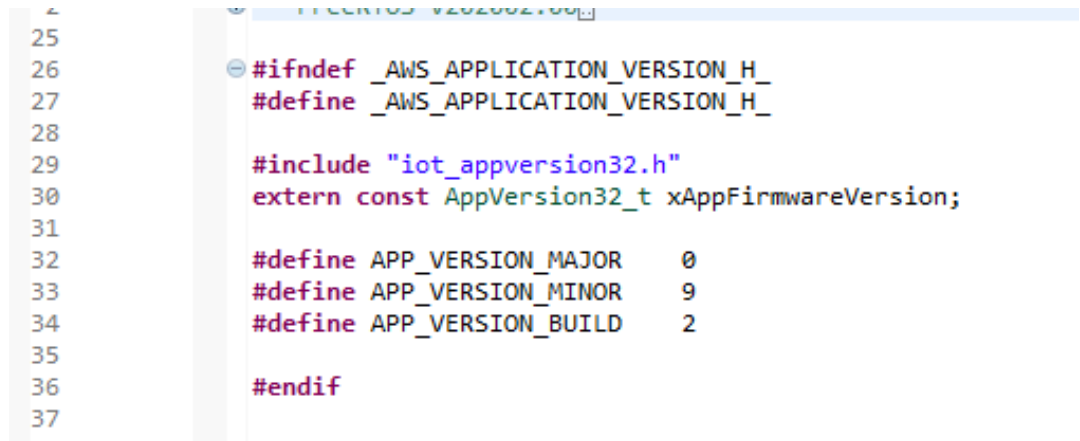 25
26 #ifndef _AWS_APPLICATION_VERSION_H_
27 #define _AWS_APPLICATION_VERSION_H_
28
29 #include "iot_appversion32.h"
30 extern const AppVersion32_t xAppFirmwareVersion;
31
32 #define APP_VERSION_MAJOR    0
33 #define APP_VERSION_MINOR    9
34 #define APP_VERSION_BUILD    2
35
36 #endif
37